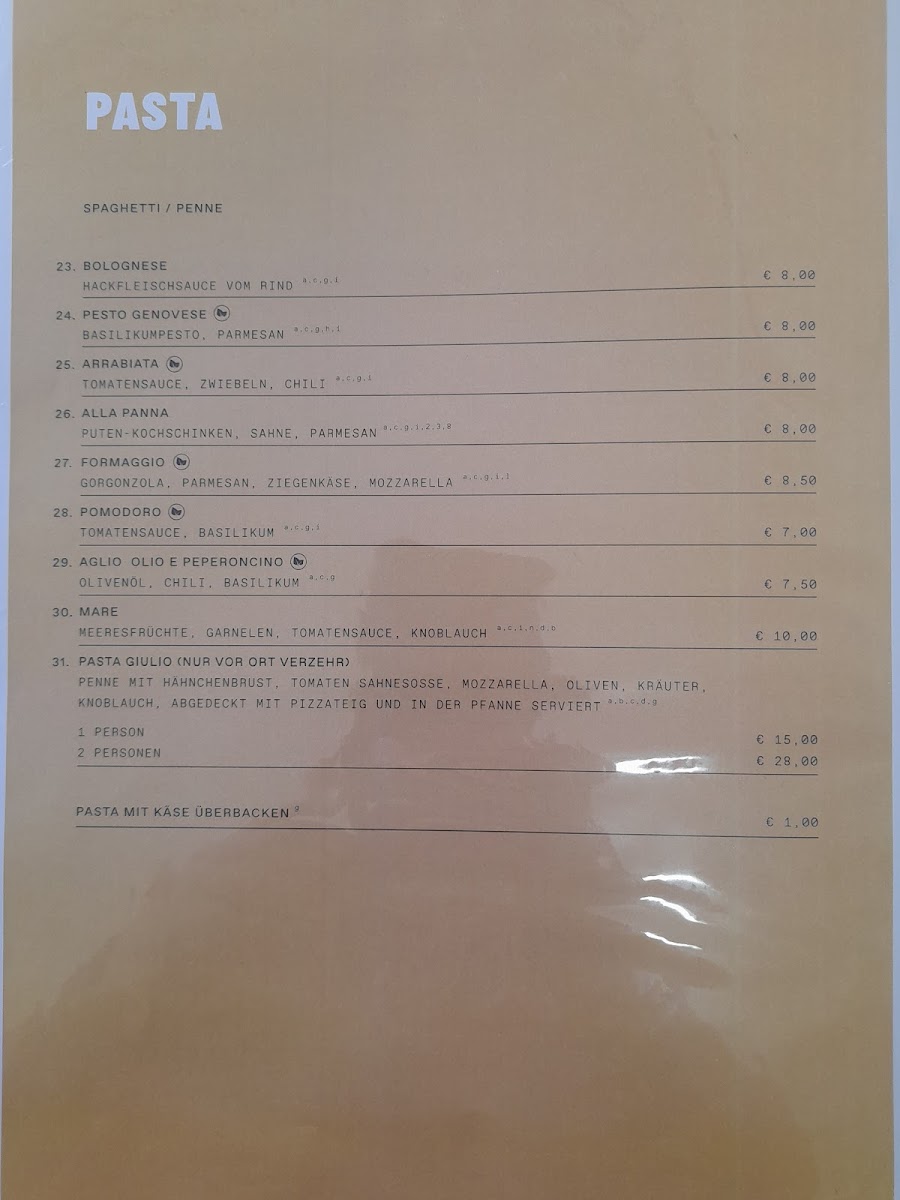 PASTA
SPAGHETTI / PENNE
23. BOLOGNESE
HACKFLEISCHSAUCE VOM RIND a,c,g,i
€ 8,00
24. PESTO GENOVESE
BASILIKUMPESTO, PARMESAN a,c,g,h,i
€ 8,00
25. ARRABIATA
TOMATENSAUCE, ZWIEBELN, CHILI a,c,g,i
€ 8,00
26. ALLA PANNA
PUTEN-KOCHSCHINKEN, SAHNE, PARMESAN a,c,g,i,2,3,8
€ 8,00
27. FORMAGGIO
GORGONZOLA, PARMESAN, ZIEGENKÄSE, MOZZARELLA a,c,g,i,
€ 8,50
28. POMODORO
TOMATENSAUCE, BASILIKUM a,c,g,i
€ 7,00
29. AGLIO OLIO E PEPERONCINO
OLIVENÖL, CHILI, BASILIKUM a,c,g
€ 7,50
30. MARE
MEERESFRÜCHTE, GARNELEN, TOMATENSAUCE, KNOBLAUCH a,c,i,n,d,b
€ 10,00
31. PASTA GIULIO (NUR VOR ORT VERZEHR)
PENNE MIT HÄHNCHENBRUST, TOMATEN SAHNESOSSE, MOZZARELLA, OLIVEN, KRÄUTER,
KNOBLAUCH, ABGEDECKT MIT PIZZATEIG UND IN DER PFANNE SERVIERT a,b,c,d,g
1 PERSON € 15,00
2 PERSONEN € 28,00
PASTA MIT KÄSE ÜBERBACKEN g
€ 1,00